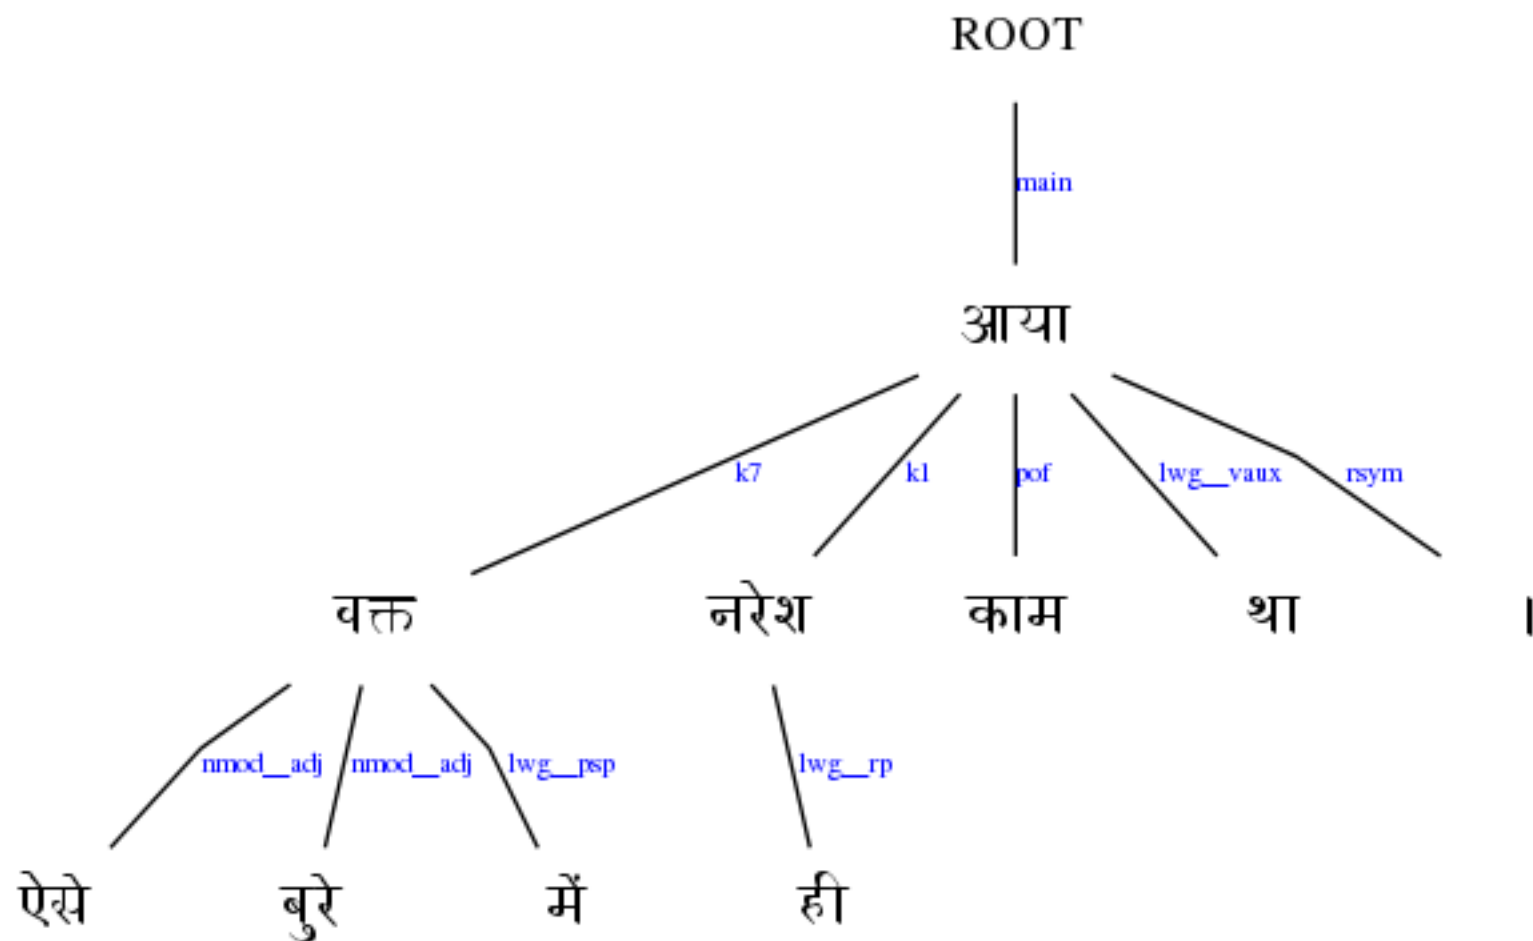 ROOT
main
आया
k7 k1 pof lwg__vaux rsym
वक्त नरेश काम था ।
nmod__adj nmod__adj lwg__psp lwg__rp
ऐसे बुरे में ही